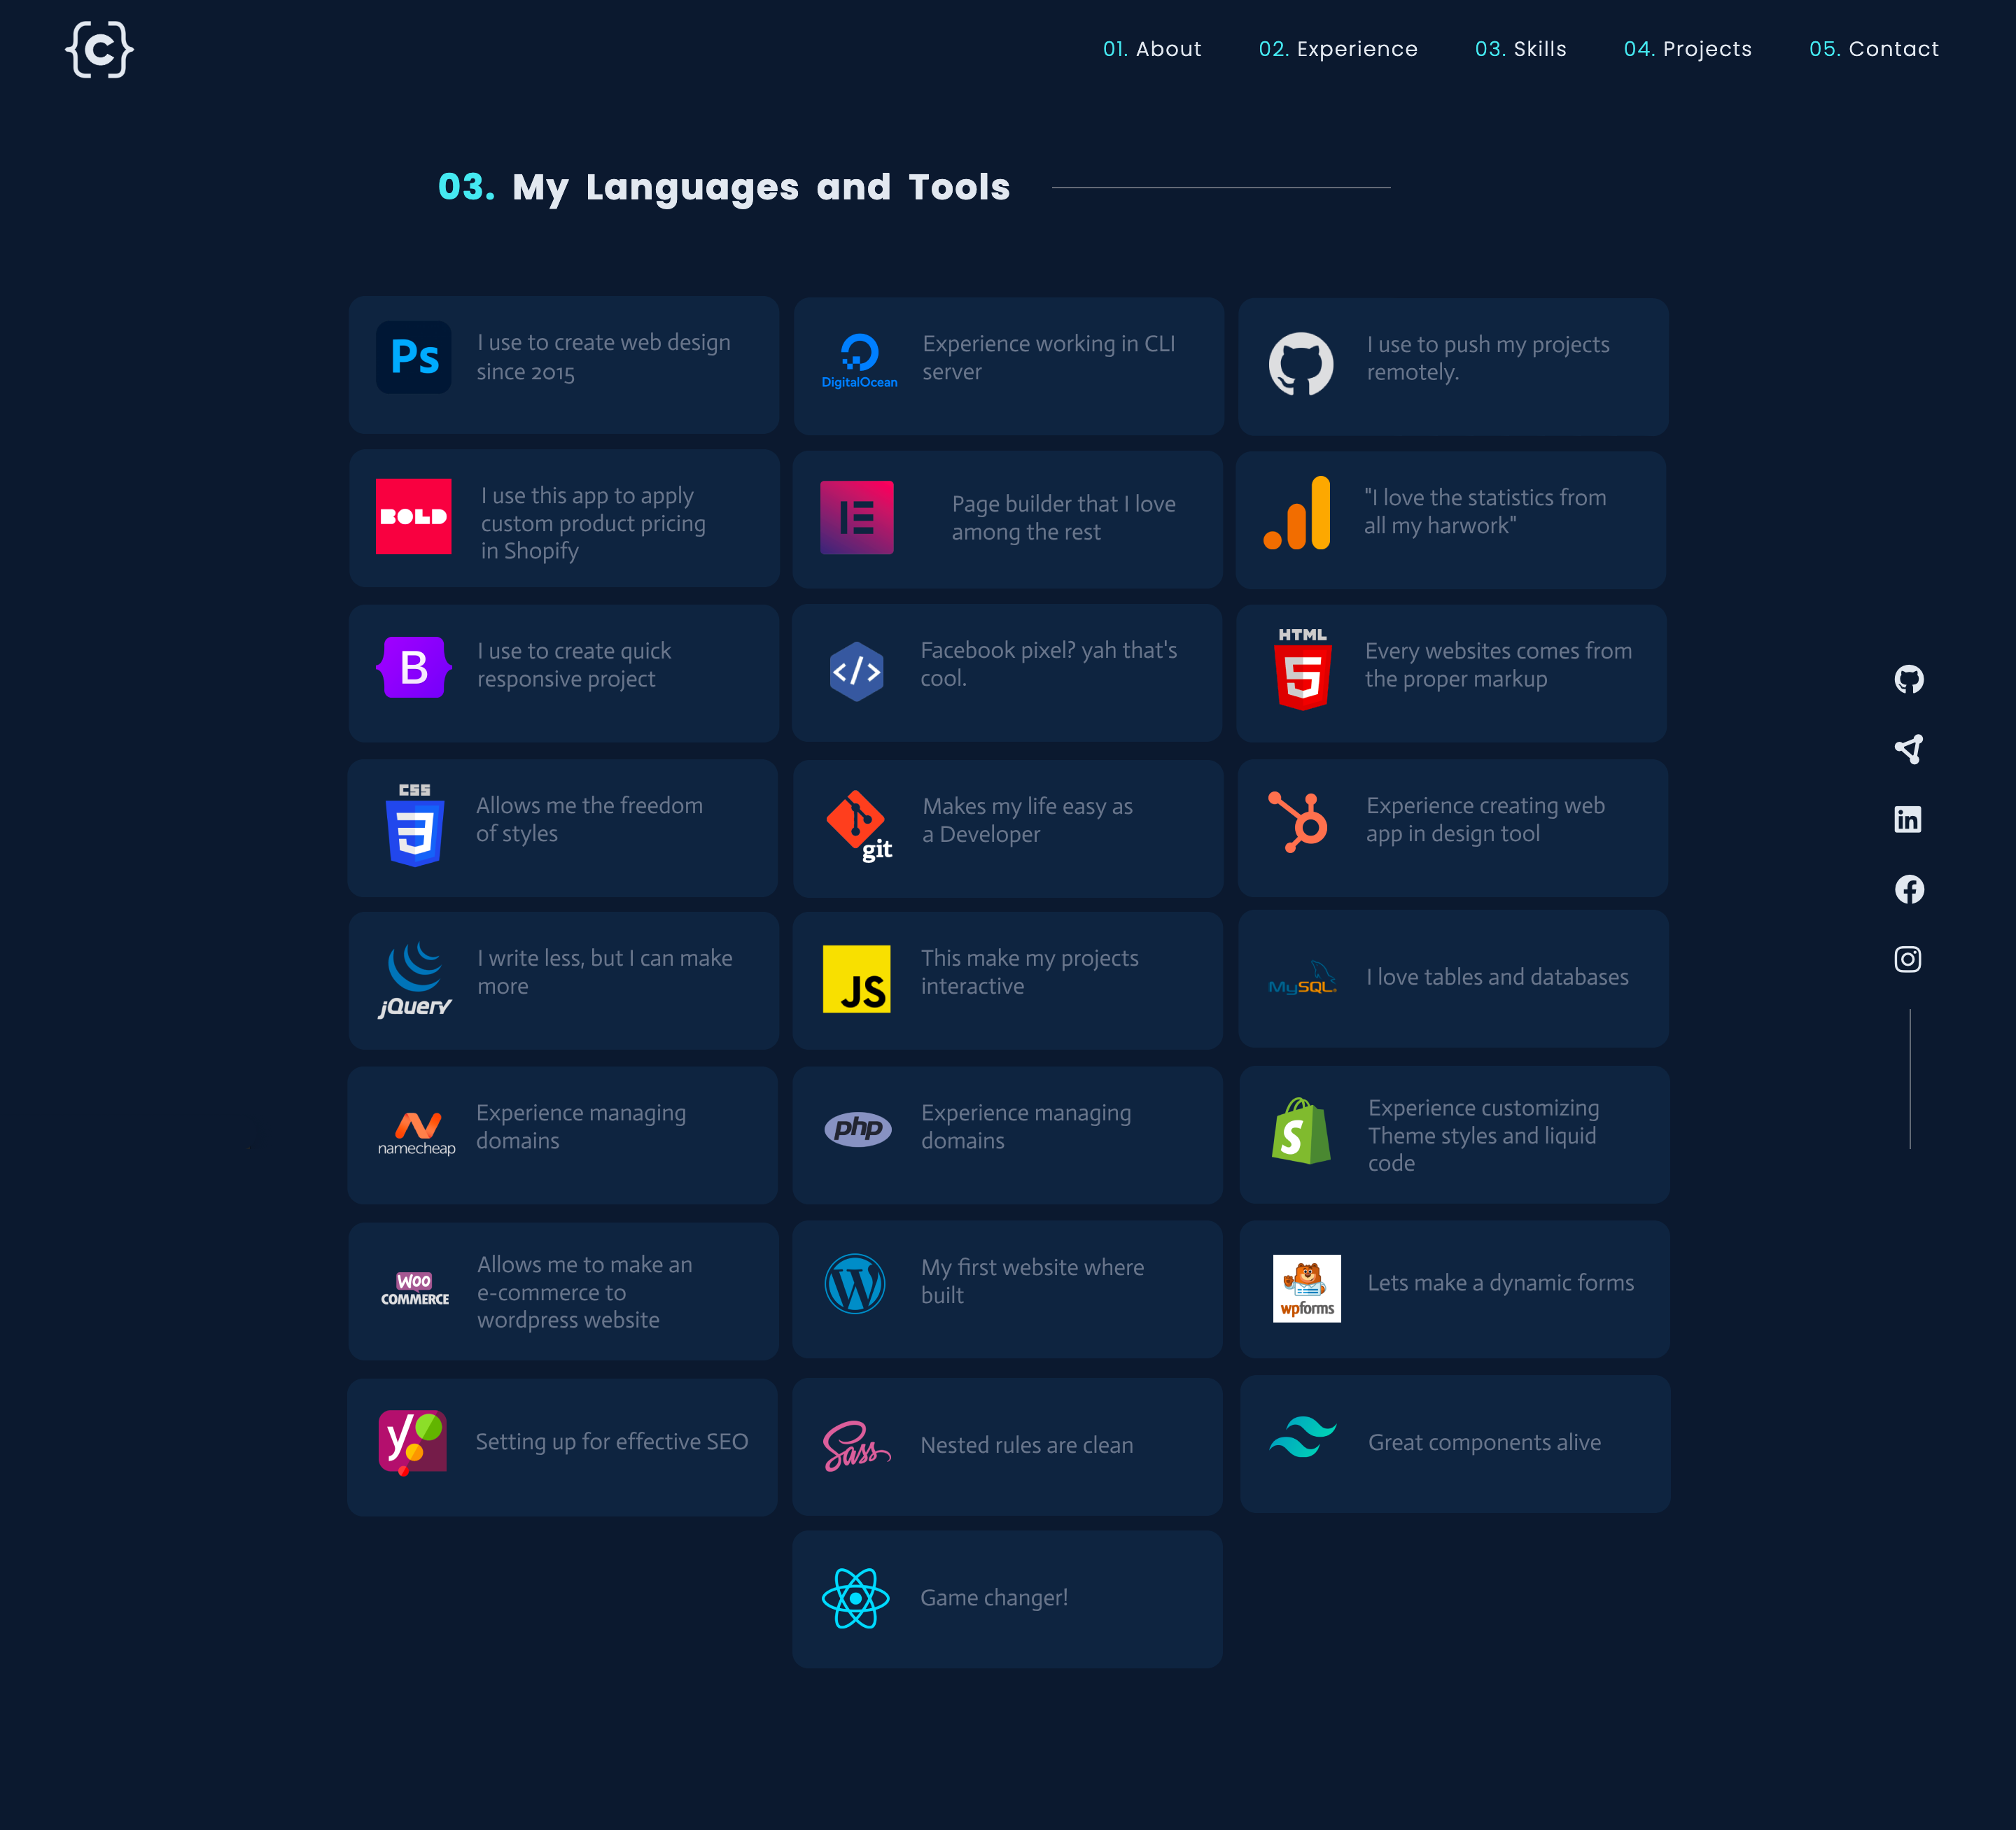 {C}
01. About
02. Experience
03. Skills
04. Projects
05. Contact
03. My Languages and Tools
Ps
I use to create web design
since 2015
DigitalOcean
Experience working in CLI
server
I use to push my projects
remotely.
BOLD
I use this app to apply
custom product pricing
in Shopify
Page builder that I love
among the rest
"I love the statistics from
all my harwork"
B
I use to create quick
responsive project
</>
Facebook pixel? yah that's
cool.
HTML
5
Every websites comes from
the proper markup
CSS
3
Allows me the freedom
of styles
git
Makes my life easy as
a Developer
Experience creating web
app in design tool
jQuery
I write less, but I can make
more
JS
This make my projects
interactive
MySQL
I love tables and databases
namecheap
Experience managing
domains
php
Experience managing
domains
S
Experience customizing
Theme styles and liquid
code
WOO
COMMERCE
Allows me to make an
e-commerce to
wordpress website
W
My first website where
built
wpforms
Lets make a dynamic forms
y
Setting up for effective SEO
Sass
Nested rules are clean
Great components alive
Game changer!
in
f